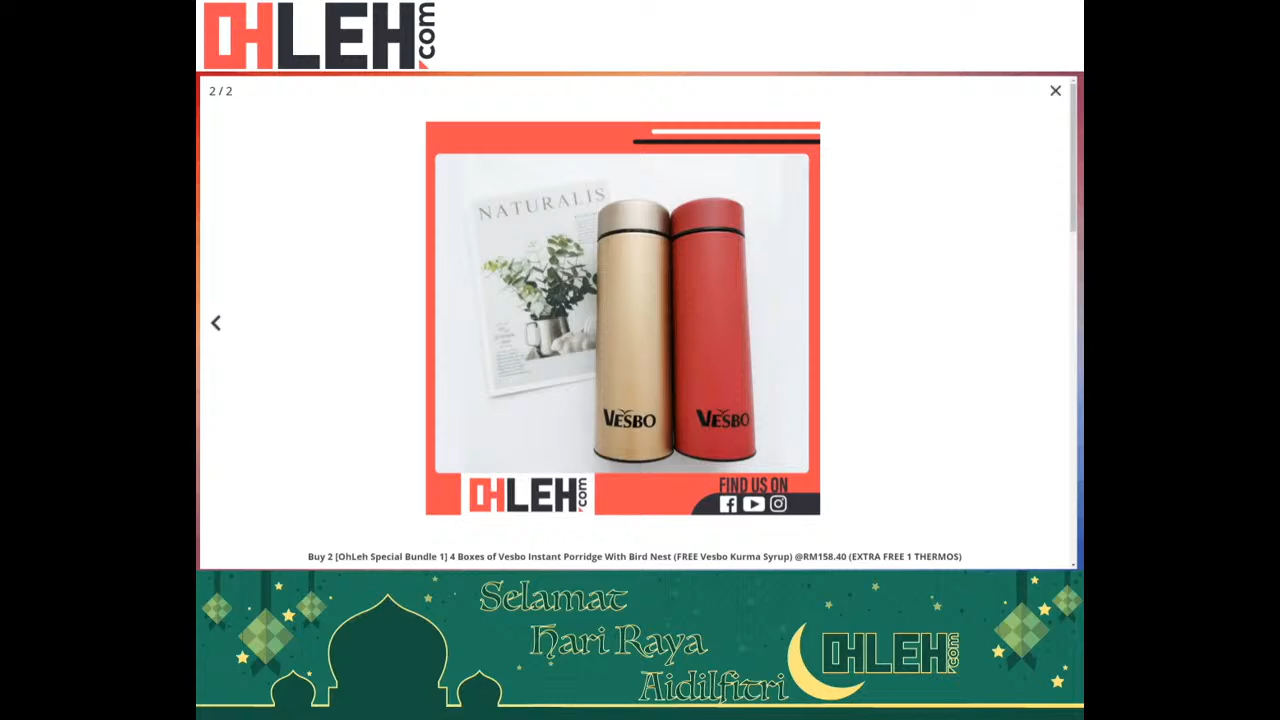 OHLEH.com
2 / 2
NATURALIS
VESBO VESBO
OHLEH.com
FIND US ON
Buy 2 [OhLeh Special Bundle 1] 4 Boxes of Vesbo Instant Porridge With Bird Nest (FREE Vesbo Kurma Syrup) @RM158.40 (EXTRA FREE 1 THERMOS)
Selamat
Hari Raya
Aidilfitri
OHLEH.com